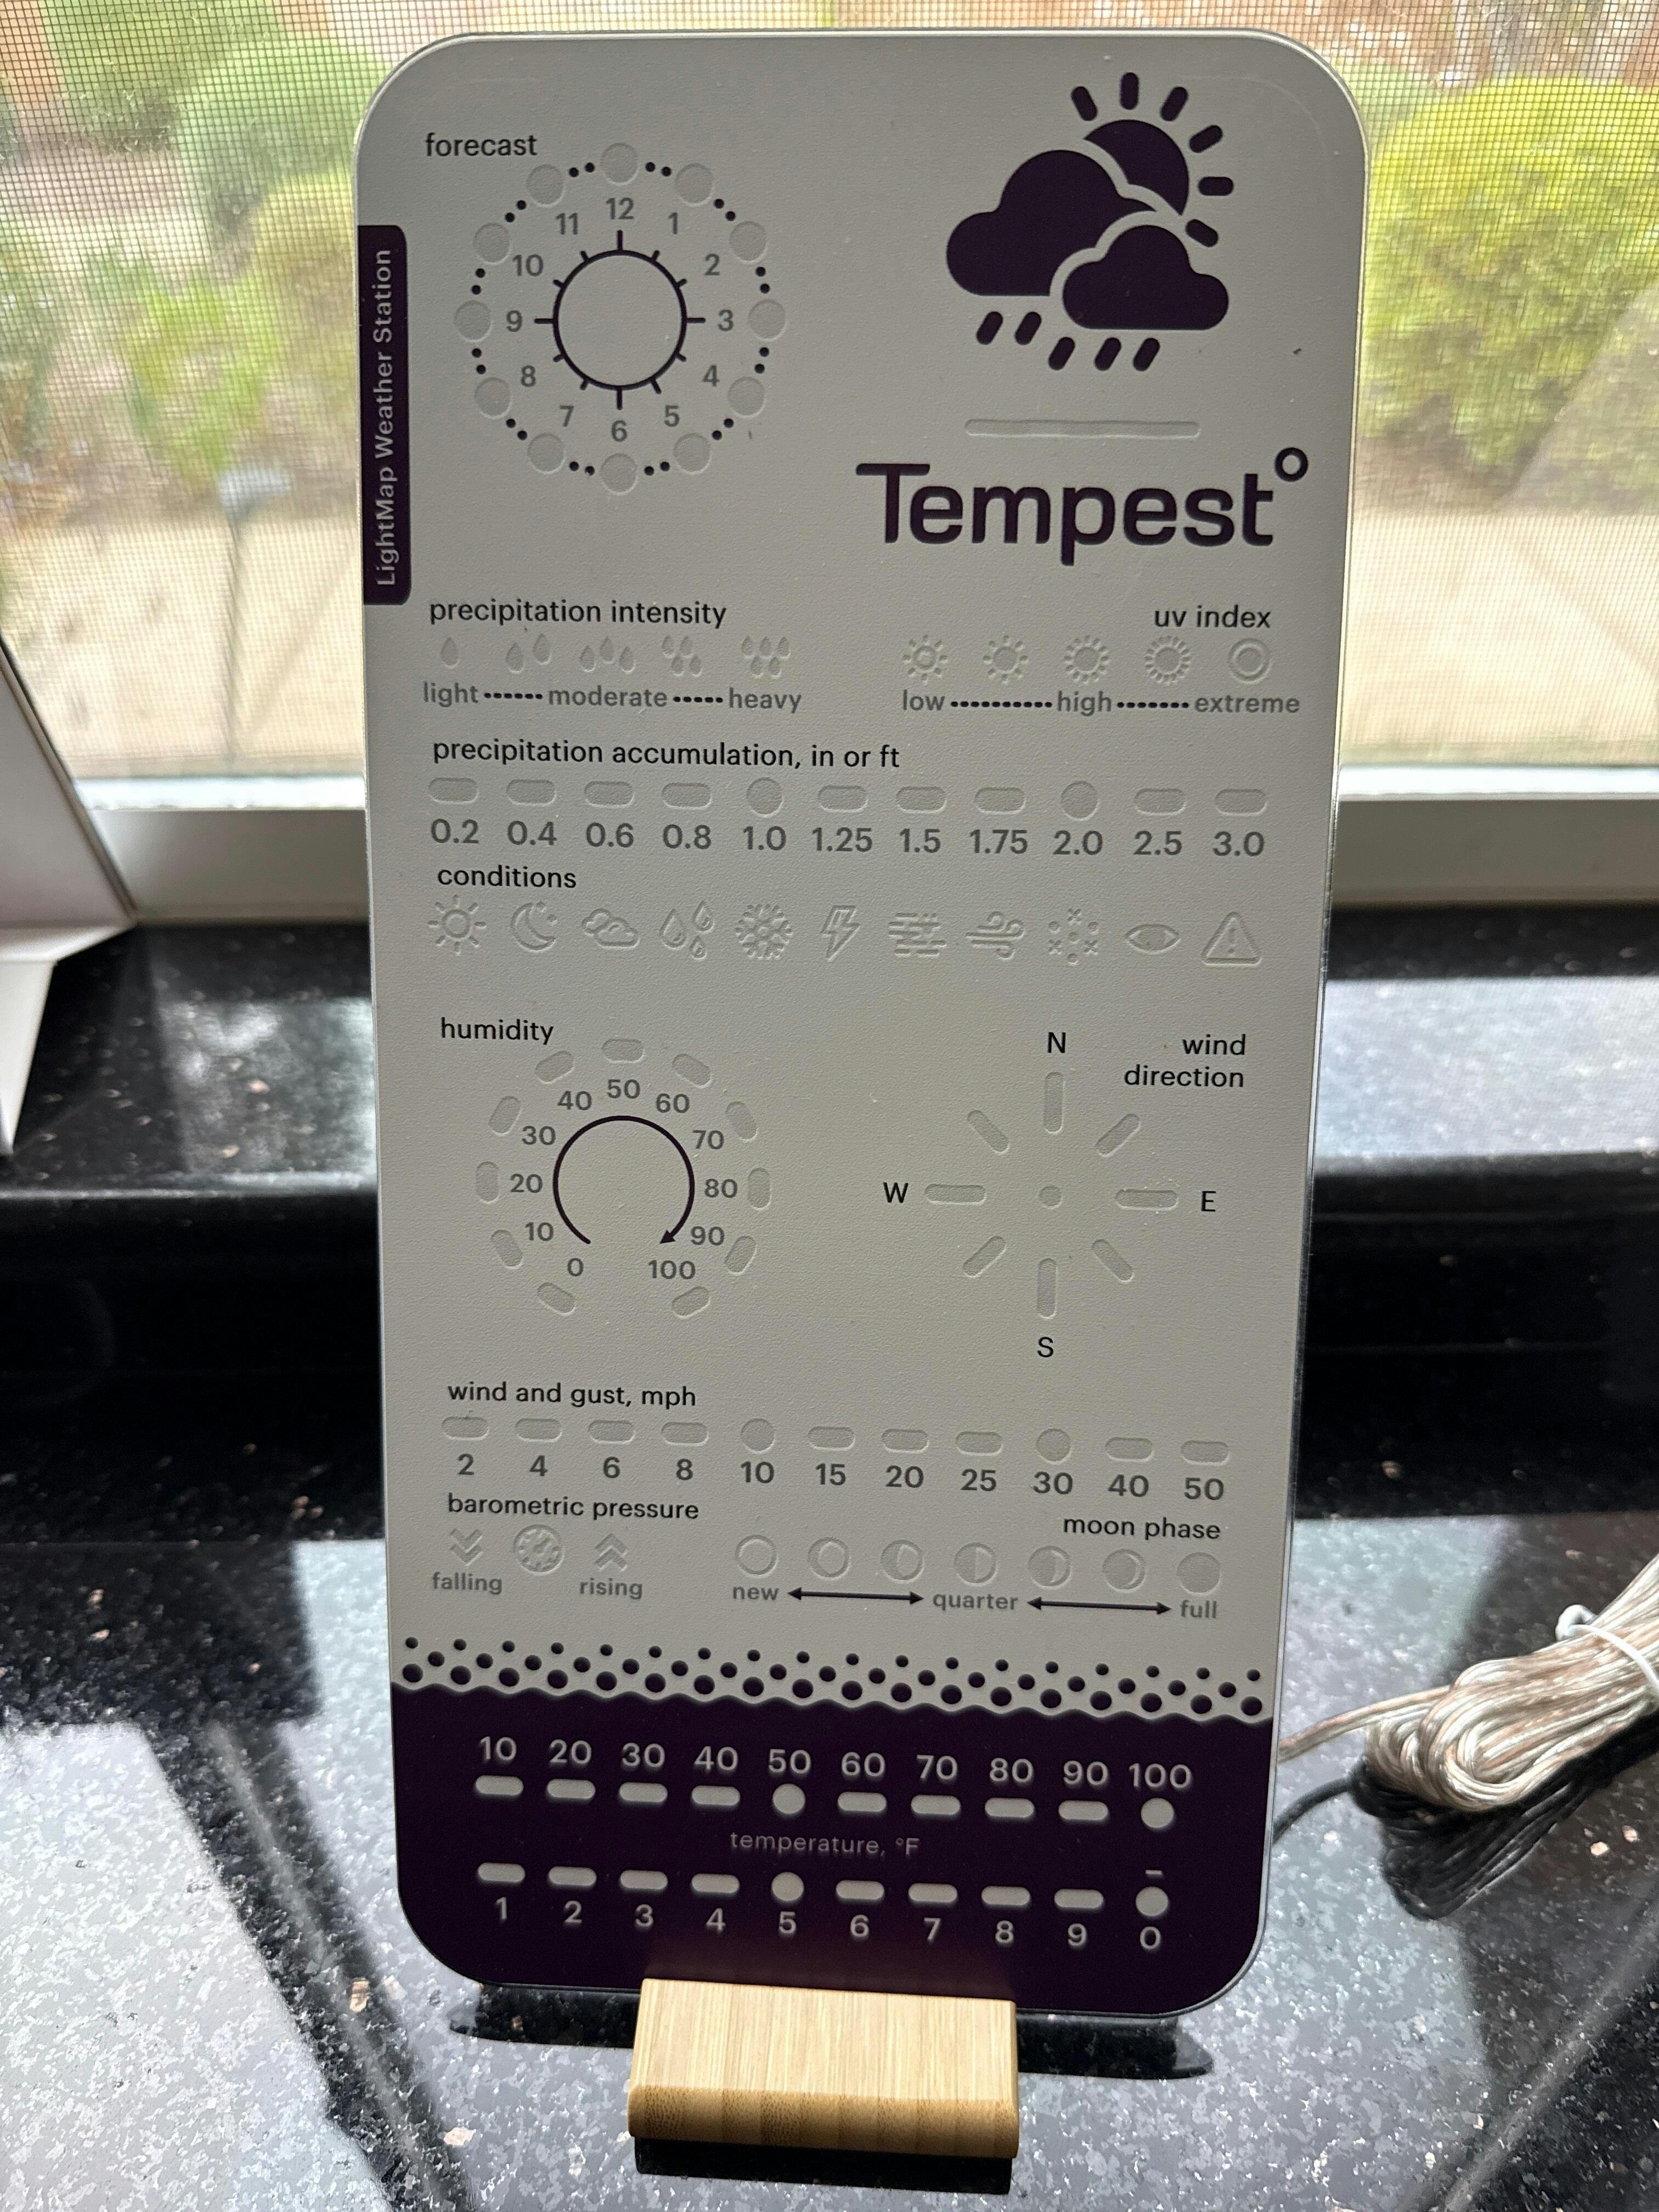 forecast
12
11 1
10 2
9 3
8 4
7 5
6
LightMap Weather Station
Tempest°
precipitation intensity
light moderate heavy
uv index
low high extreme
precipitation accumulation, in or ft
0.2 0.4 0.6 0.8 1.0 1.25 1.5 1.75 2.0 2.5 3.0
conditions
humidity
50
40 60
30 70
20 80
10 90
0 100
wind
direction
N
W E
S
wind and gust, mph
2 4 6 8 10 15 20 25 30 40 50
barometric pressure
falling rising
moon phase
new quarter full
10 20 30 40 50 60 70 80 90 100
temperature, °F
1 2 3 4 5 6 7 8 9 0